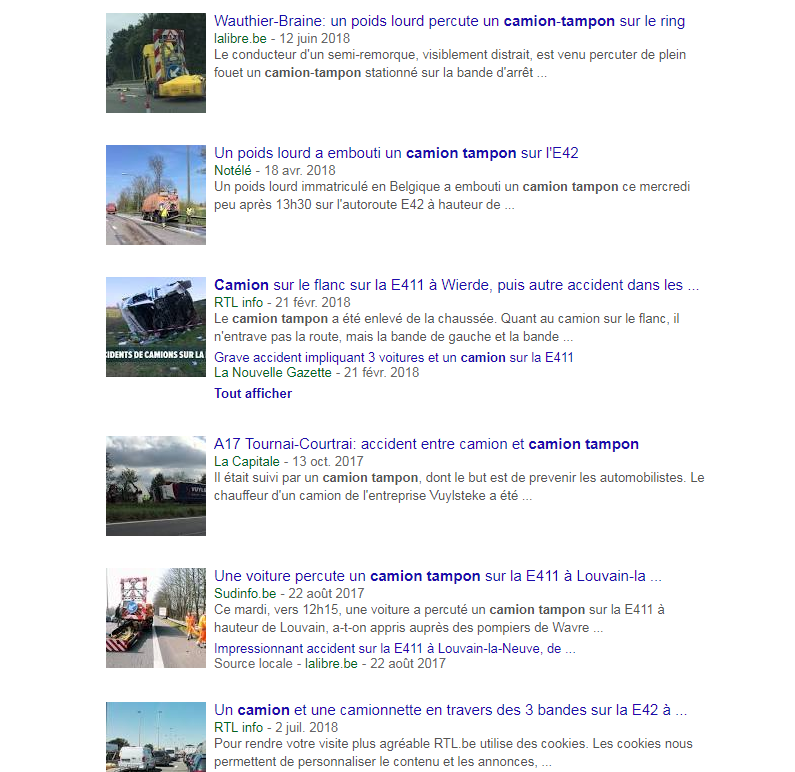 Wauthier-Braine: un poids lourd percute un camion-tampon sur le ring
lalibre.be - 12 juin 2018
Le conducteur d'un semi-remorque, visiblement distrait, est venu percuter de plein
fouet un camion-tampon stationné sur la bande d'arrêt ...
Un poids lourd a embouti un camion tampon sur l'E42
Notélé - 18 avr. 2018
Un poids lourd immatriculé en Belgique a embouti un camion tampon ce mercredi
peu après 13h30 sur l'autoroute E42 à hauteur de ...
Camion sur le flanc sur la E411 à Wierde, puis autre accident dans les ...
RTL info - 21 févr. 2018
Le camion tampon a été enlevé de la chaussée. Quant au camion sur le flanc, il
n'entrave pas la route, mais la bande de gauche et la bande ...
CIDENTS DE CAMIONS SUR LA
Grave accident impliquant 3 voitures et un camion sur la E411
La Nouvelle Gazette - 21 févr. 2018
Tout afficher
A17 Tournai-Courtrai: accident entre camion et camion tampon
La Capitale - 13 oct. 2017
Il était suivi par un camion tampon, dont le but est de prevenir les automobilistes. Le
chauffeur d'un camion de l'entreprise Vuylsteke a été ...
Une voiture percute un camion tampon sur la E411 à Louvain-la ...
Sudinfo.be - 22 août 2017
Ce mardi, vers 12h15, une voiture a percuté un camion tampon sur la E411 à
hauteur de Louvain, a-t-on appris auprès des pompiers de Wavre ...
Impressionnant accident sur la E411 à Louvain-la-Neuve, de ...
Source locale - lalibre.be - 22 août 2017
Un camion et une camionnette en travers des 3 bandes sur la E42 à ...
RTL info - 2 juil. 2018
Pour rendre votre visite plus agréable RTL.be utilise des cookies. Les cookies nous
permettent de personnaliser le contenu et les annonces, ...